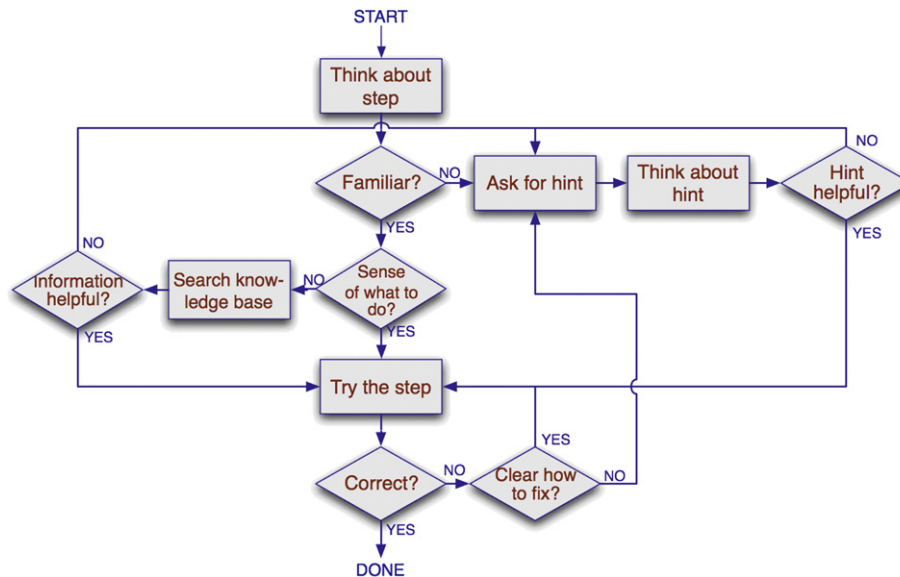 START
Think about
step
NO
Familiar?
NO
Ask for hint
Think about
hint
Hint
helpful?
YES
YES
NO
Information
helpful?
Search know-
ledge base
NO
Sense
of what to
do?
YES
YES
Try the step
YES
Correct?
NO
Clear how
to fix?
NO
YES
DONE